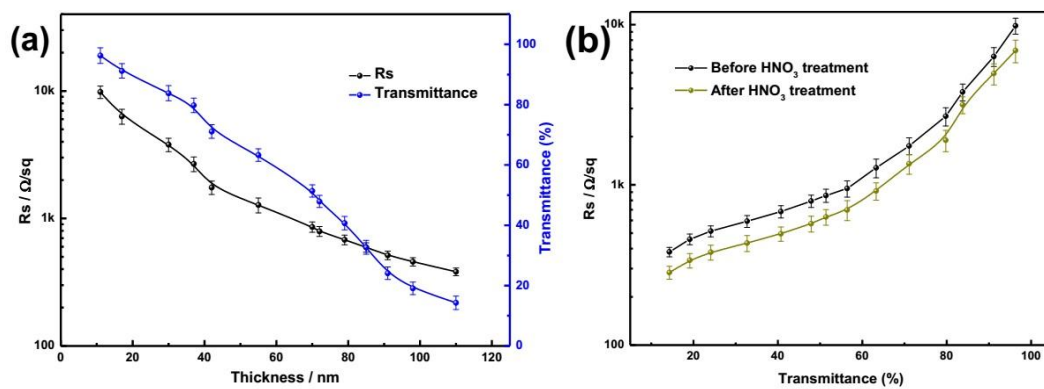 (a)
Rs / Ω/sq
10k
1k
100
0 20 40 60 80 100 120
Thickness / nm
100
80
60
40
20
0
Transmittance (%)
Rs
Transmittance
(b)
Rs / Ω/sq
10k
1k
100
20 40 60 80 100
Transmittance (%)
Before HNO₃ treatment
After HNO₃ treatment